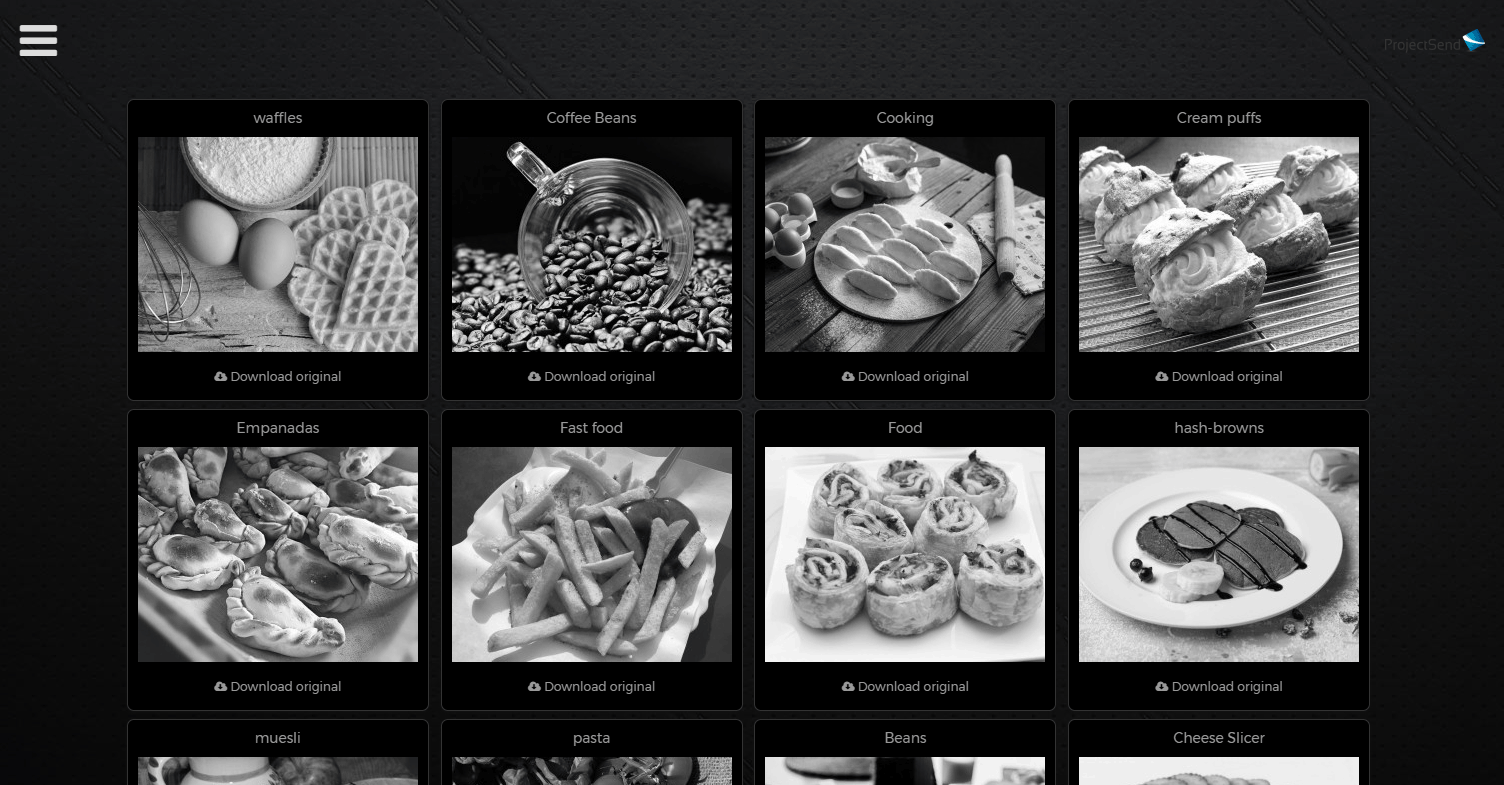 ProjectSend
waffles
Coffee Beans
Cooking
Cream puffs
Download original
Download original
Download original
Download original
Empanadas
Fast food
Food
hash-browns
Download original
Download original
Download original
Download original
muesli
pasta
Beans
Cheese Slicer